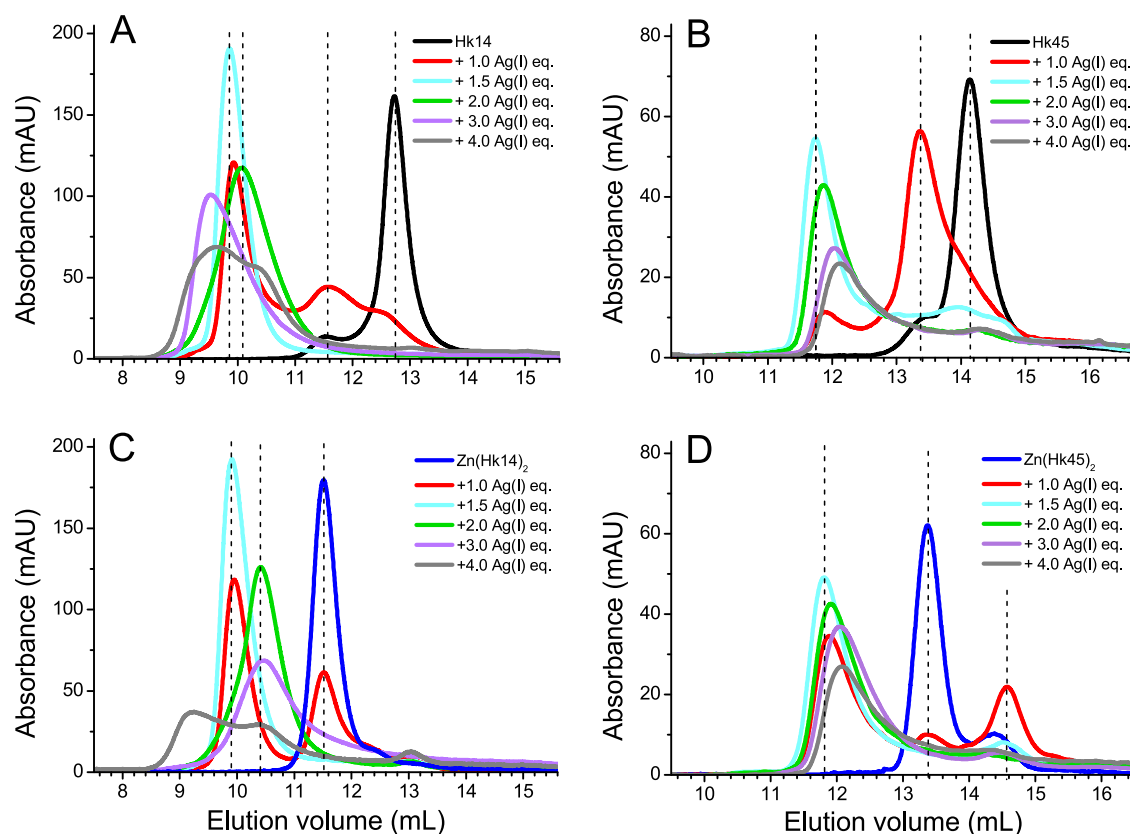 A
200
150
100
50
0
Absorbance (mAU)
Hk14
+ 1.0 Ag(I) eq.
+ 1.5 Ag(I) eq.
+ 2.0 Ag(I) eq.
+ 3.0 Ag(I) eq.
+ 4.0 Ag(I) eq.
8 9 10 11 12 13 14 15
B
80
60
40
20
0
Absorbance (mAU)
Hk45
+ 1.0 Ag(I) eq.
+ 1.5 Ag(I) eq.
+ 2.0 Ag(I) eq.
+ 3.0 Ag(I) eq.
+ 4.0 Ag(I) eq.
10 11 12 13 14 15 16
C
200
150
100
50
0
Absorbance (mAU)
Zn(Hk14)₂
+1.0 Ag(I) eq.
+1.5 Ag(I) eq.
+2.0 Ag(I) eq.
+3.0 Ag(I) eq.
+4.0 Ag(I) eq.
8 9 10 11 12 13 14 15
Elution volume (mL)
D
80
60
40
20
0
Absorbance (mAU)
Zn(Hk45)₂
+ 1.0 Ag(I) eq.
+ 1.5 Ag(I) eq.
+ 2.0 Ag(I) eq.
+ 3.0 Ag(I) eq.
+ 4.0 Ag(I) eq.
10 11 12 13 14 15 16
Elution volume (mL)